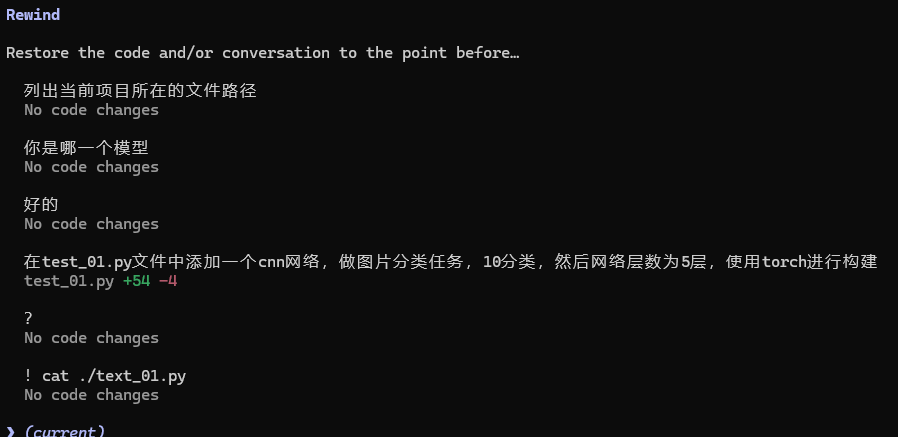 Rewind
Restore the code and/or conversation to the point before…
列出当前项目所在的文件路径
No code changes
你是哪一个模型
No code changes
好的
No code changes
在test_01.py文件中添加一个cnn网络，做图片分类任务，10分类，然后网络层数为5层，使用torch进行构建
test_01.py +54 -4
?
No code changes
! cat ./text_01.py
No code changes
❯ (current)